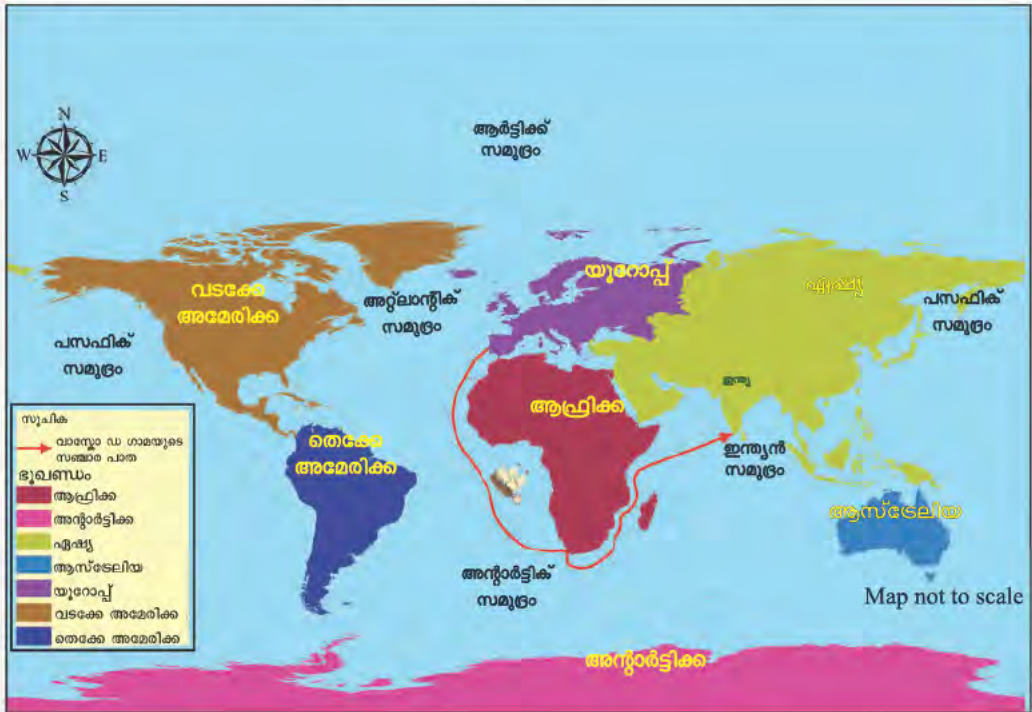 N
W E
S
ആർട്ടിക്ക്
സമുദ്രം
വടക്കേ
അമേരിക്ക
അറ്റ്ലാന്റിക്
സമുദ്രം
യൂറോപ്പ്
ഏഷ്യ
പസഫിക്
സമുദ്രം
പസഫിക്
സമുദ്രം
ഇന്ത്യ
ആഫ്രിക്ക
തെക്കേ
അമേരിക്ക
ഇന്ത്യൻ
സമുദ്രം
ആസ്ട്രേലിയ
അന്റാർട്ടിക്
സമുദ്രം
Map not to scale
അന്റാർട്ടിക്ക
സൂചിക
വാസ്കോ ഡ ഗാമയുടെ
സഞ്ചാര പാത
ഭൂഖണ്ഡം
ആഫ്രിക്ക
അന്റാർട്ടിക്ക
ഏഷ്യ
ആസ്ട്രേലിയ
യൂറോപ്പ്
വടക്കേ അമേരിക്ക
തെക്കേ അമേരിക്ക